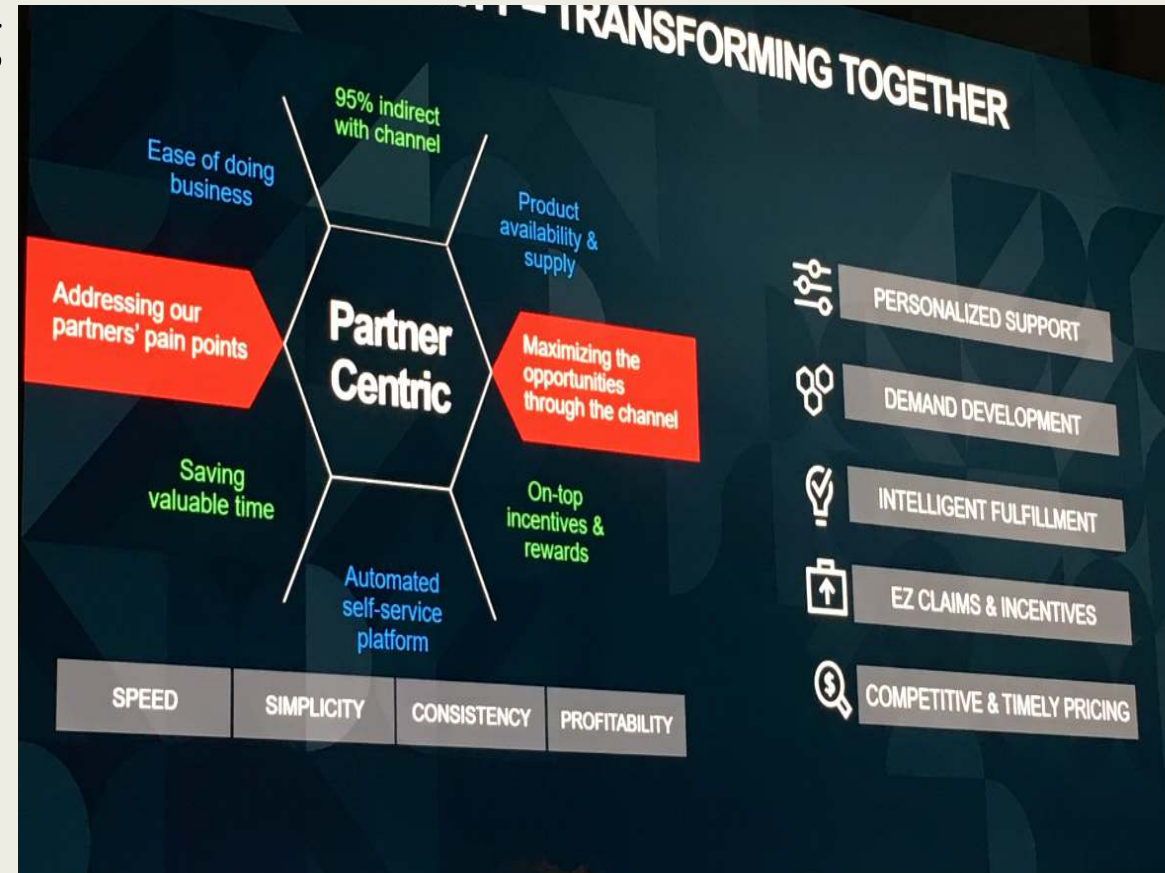 TRANSFORMING TOGETHER
95% indirect
with channel
Ease of doing
business
Product
availability &
supply
Addressing our
partners' pain points
Partner
Centric
Maximizing the
opportunities
through the channel
Saving
valuable time
On-top
incentives &
rewards
Automated
self-service
platform
SPEED
SIMPLICITY
CONSISTENCY
PROFITABILITY
PERSONALIZED SUPPORT
DEMAND DEVELOPMENT
INTELLIGENT FULFILLMENT
EZ CLAIMS & INCENTIVES
$
COMPETITIVE & TIMELY PRICING